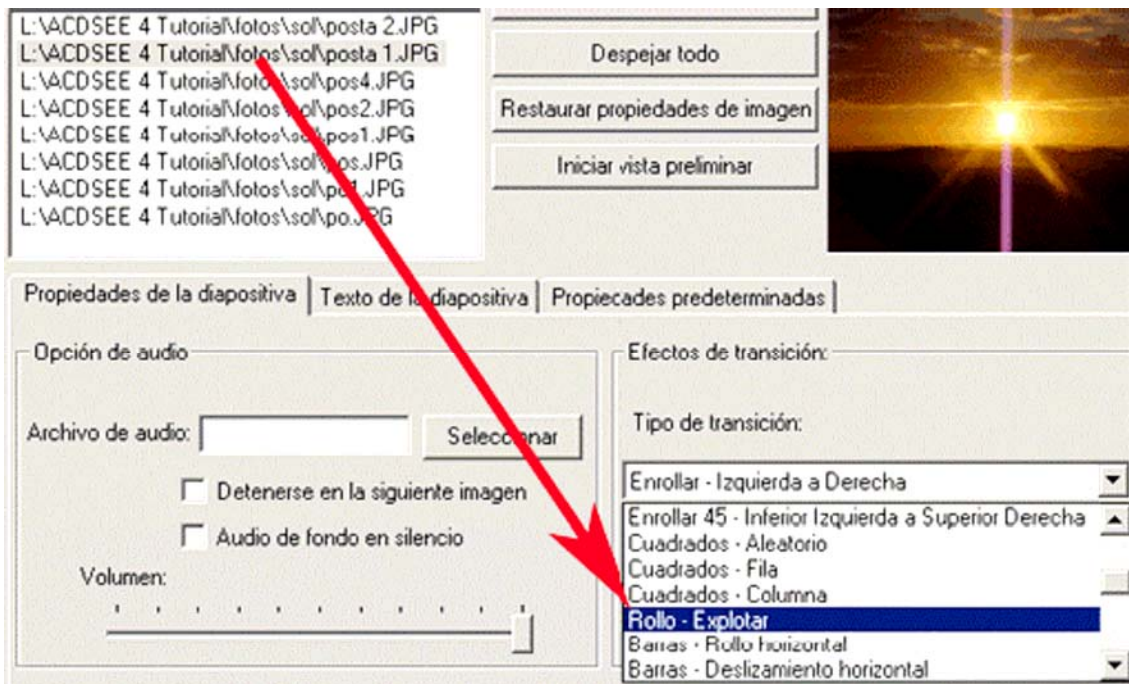 L:\ACDSEE 4 Tutorial\fotos\sol\posta 2.JPG
L:\ACDSEE 4 Tutorial\fotos\sol\posta 1.JPG
L:\ACDSEE 4 Tutorial\fotos\sol\pos4.JPG
L:\ACDSEE 4 Tutorial\fotos\sol\pos2.JPG
L:\ACDSEE 4 Tutorial\fotos\sol\pos1.JPG
L:\ACDSEE 4 Tutorial\fotos\sol\pos.JPG
L:\ACDSEE 4 Tutorial\fotos\sol\po1.JPG
L:\ACDSEE 4 Tutorial\fotos\sol\po.JPG
Despejar todo
Restaurar propiedades de imagen
Iniciar vista preliminar
Propiedades de la diapositiva
Texto de la diapositiva
Propiecades predeterminadas
Opción de audio
Archivo de audio:
Seleccionar
Detenerse en la siguiente imagen
Audio de fondo en silencio
Volumen:
Efectos de transición:
Tipo de transición:
Enrollar - Izquierda a Derecha
Enrollar 45 - Inferior Izquierda a Superior Derecha
Cuadrados - Aleatorio
Cuadrados - Fila
Cuadrados - Columna
Rollo - Explotar
Barras - Rollo horizontal
Barras - Deslizamiento horizontal